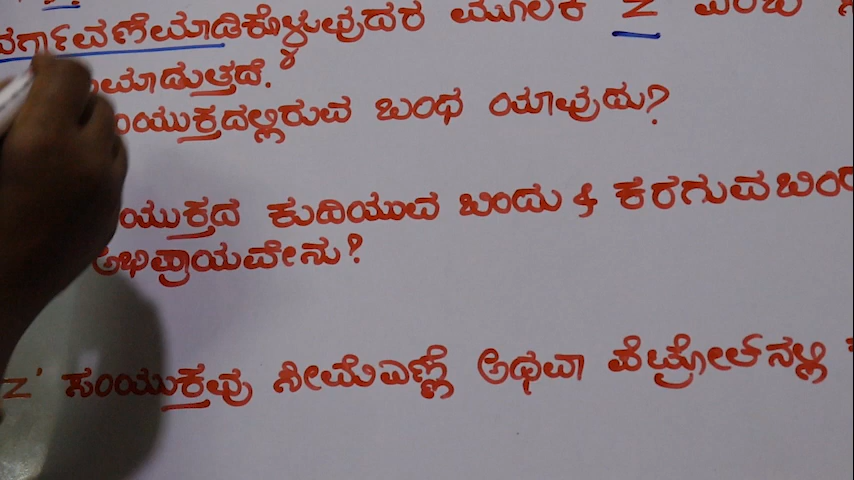 ವರ್ಗಾವಣೆಮಾಡಿಕೊಳ್ಳುವುದರ ಮೂಲಕ Z ಎಂಬ
ಮಾಡುತ್ತದೆ.
ಸಂಯುಕ್ತದಲ್ಲಿರುವ ಬಂಧ ಯಾವುದು?
ಸಂಯುಕ್ತದ ಕುದಿಯುವ ಬಿಂದು & ಕರಗುವ
ಅಭಿಪ್ರಾಯವೇನು?
Z' ಸಂಯುಕ್ತವು ಸೀಮೆಎಣ್ಣೆ ಅಥವಾ ಪೆಟ್ರೋಲ್‌ನಲ್ಲಿ